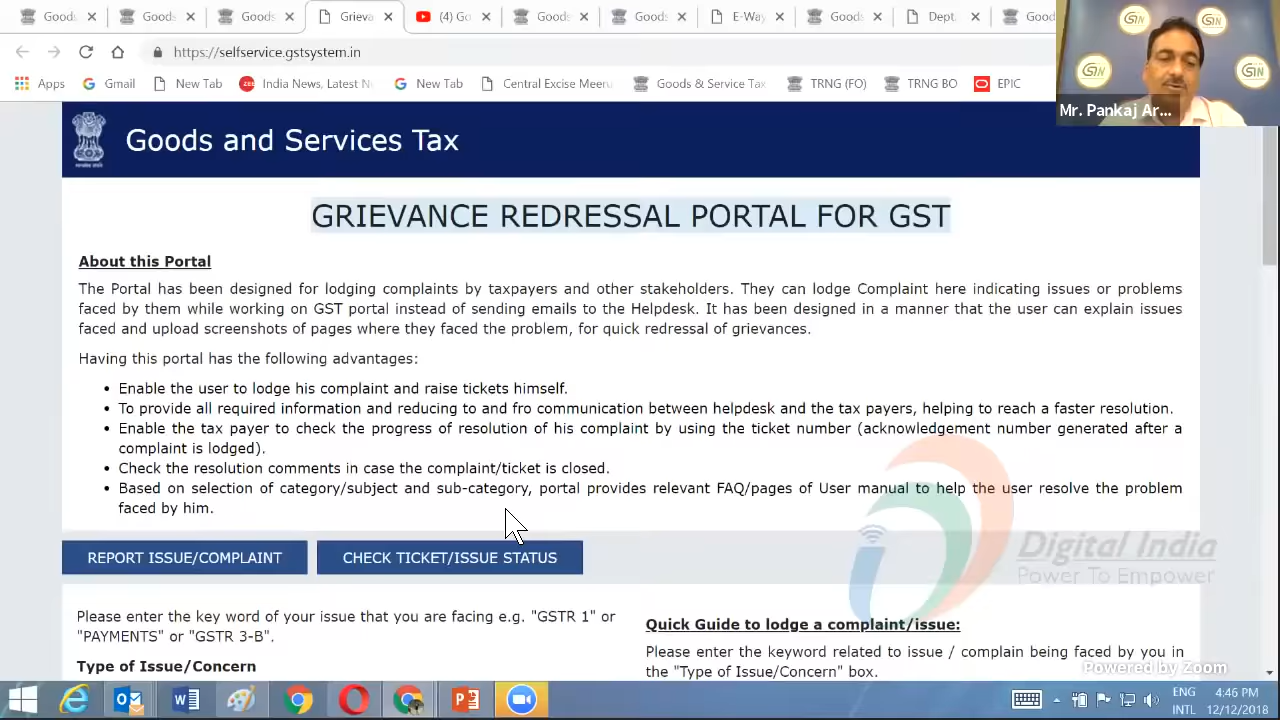 Goods
Goods
Goods
Grieva
(4) G
Goods
Goods
E-Way
Goods
Dept.
Good
https://selfservice.gstsystem.in
Apps
Gmail
New Tab
India News, Latest N
New Tab
Central Excise Meeru
Goods & Service Tax
TRNG (FO)
TRNG BO
EPIC
Mr. Pankaj Ar...
Goods and Services Tax
GRIEVANCE REDRESSAL PORTAL FOR GST
About this Portal
The Portal has been designed for lodging complaints by taxpayers and other stakeholders. They can lodge Complaint here indicating issues or problems
faced by them while working on GST portal instead of sending emails to the Helpdesk. It has been designed in a manner that the user can explain issues
faced and upload screenshots of pages where they faced the problem, for quick redressal of grievances.
Having this portal has the following advantages:
• Enable the user to lodge his complaint and raise tickets himself.
• To provide all required information and reducing to and fro communication between helpdesk and the tax payers, helping to reach a faster resolution.
• Enable the tax payer to check the progress of resolution of his complaint by using the ticket number (acknowledgement number generated after a
complaint is lodged).
• Check the resolution comments in case the complaint/ticket is closed.
• Based on selection of category/subject and sub-category, portal provides relevant FAQ/pages of User manual to help the user resolve the problem
faced by him.
REPORT ISSUE/COMPLAINT
CHECK TICKET/ISSUE STATUS
Digital India
Power To Empower
Please enter the key word of your issue that you are facing e.g. "GSTR 1" or
"PAYMENTS" or "GSTR 3-B".
Type of Issue/Concern
Quick Guide to lodge a complaint/issue:
Please enter the keyword related to issue / complain being faced by you in
the "Type of Issue/Concern" box.
Powered by Zoom
ENG
INTL
4:46 PM
12/12/2018